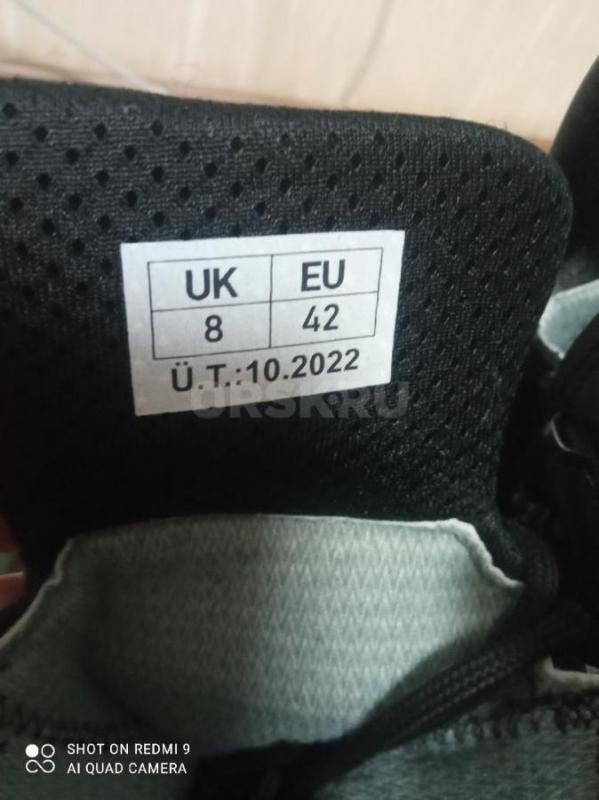 UK EU
8 42
Ü.T.:10.2022
URSK.RU
SHOT ON REDMI 9
AI QUAD CAMERA